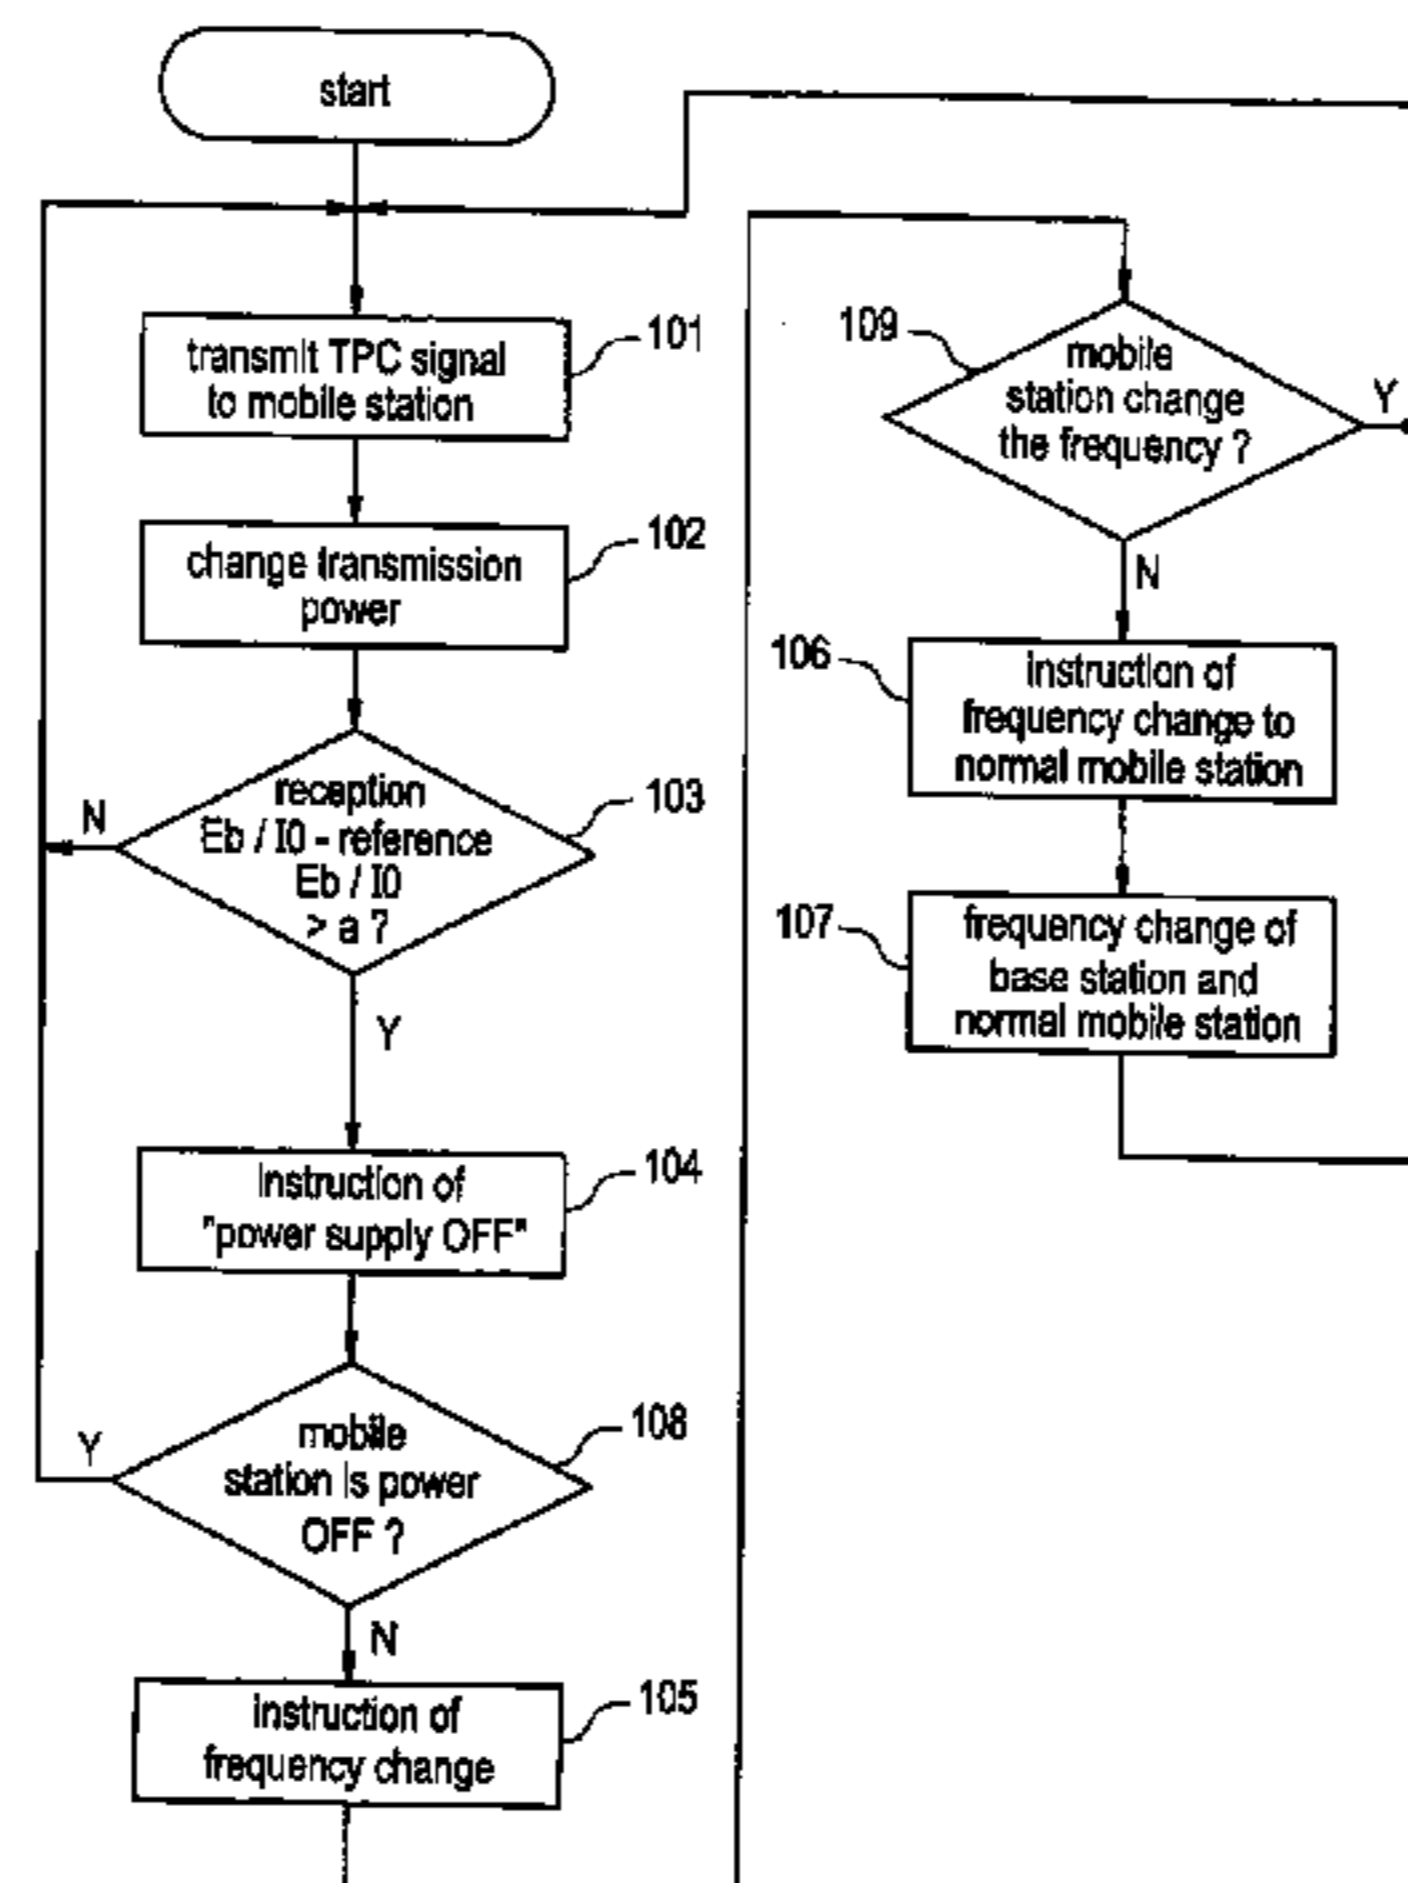 start
transmit TPC signal
to mobile station
101
change transmission
power
102
reception
Eb / I0 - reference
Eb / I0
> a ?
103
N
Y
instruction of
"power supply OFF"
104
mobile
station is power
OFF ?
108
Y
N
instruction of
frequency change
105
109
mobile
station change
the frequency ?
Y
N
106
instruction of
frequency change to
normal mobile station
107
frequency change of
base station and
normal mobile station